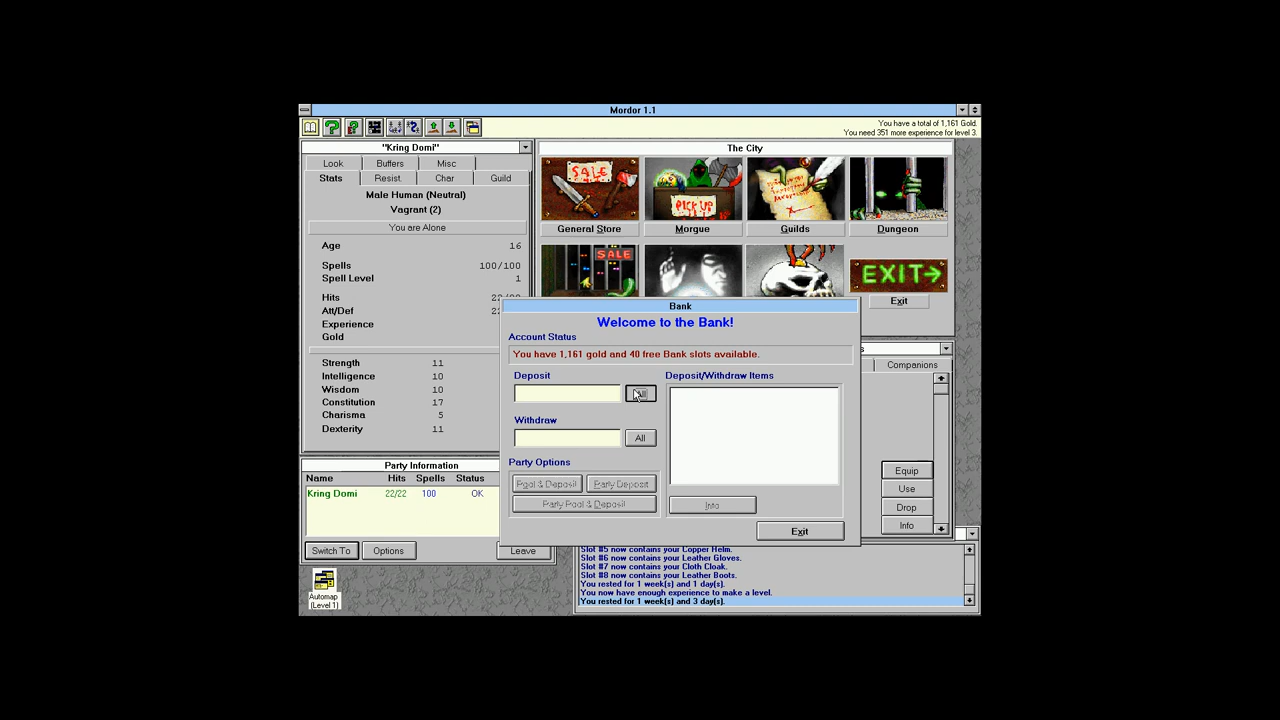 Mordor 1.1
You have a total of 1,161 Gold.
You need 351 more experience for level 3.
"Kring Domi"
Look Buffers Misc
Stats Resist. Char Guild
Male Human (Neutral)
Vagrant (2)
You are Alone
Age 16
Spells 100/100
Spell Level 1
Hits
Att/Def
Experience
Gold
Strength 11
Intelligence 10
Wisdom 10
Constitution 17
Charisma 5
Dexterity 11
The City
SALE
PICK UP
General Store Morgue Guilds Dungeon
SALE
EXIT
Exit
Bank
Welcome to the Bank!
Account Status
You have 1,161 gold and 40 free Bank slots available.
Deposit
Withdraw
All
Deposit/Withdraw Items
Party Options
Pool & Deposit Party Deposit
Party Pool & Deposit
Info
Exit
Companions
Equip
Use
Drop
Info
Party Information
Name Hits Spells Status
Kring Domi 22/22 100 OK
Switch To Options Leave
Automap
(Level 1)
Slot #5 now contains your Copper Helm.
Slot #6 now contains your Leather Gloves.
Slot #7 now contains your Cloth Cloak.
Slot #8 now contains your Leather Boots.
You rested for 1 week(s) and 1 day(s).
You now have enough experience to make a level.
You rested for 1 week(s) and 3 day(s).